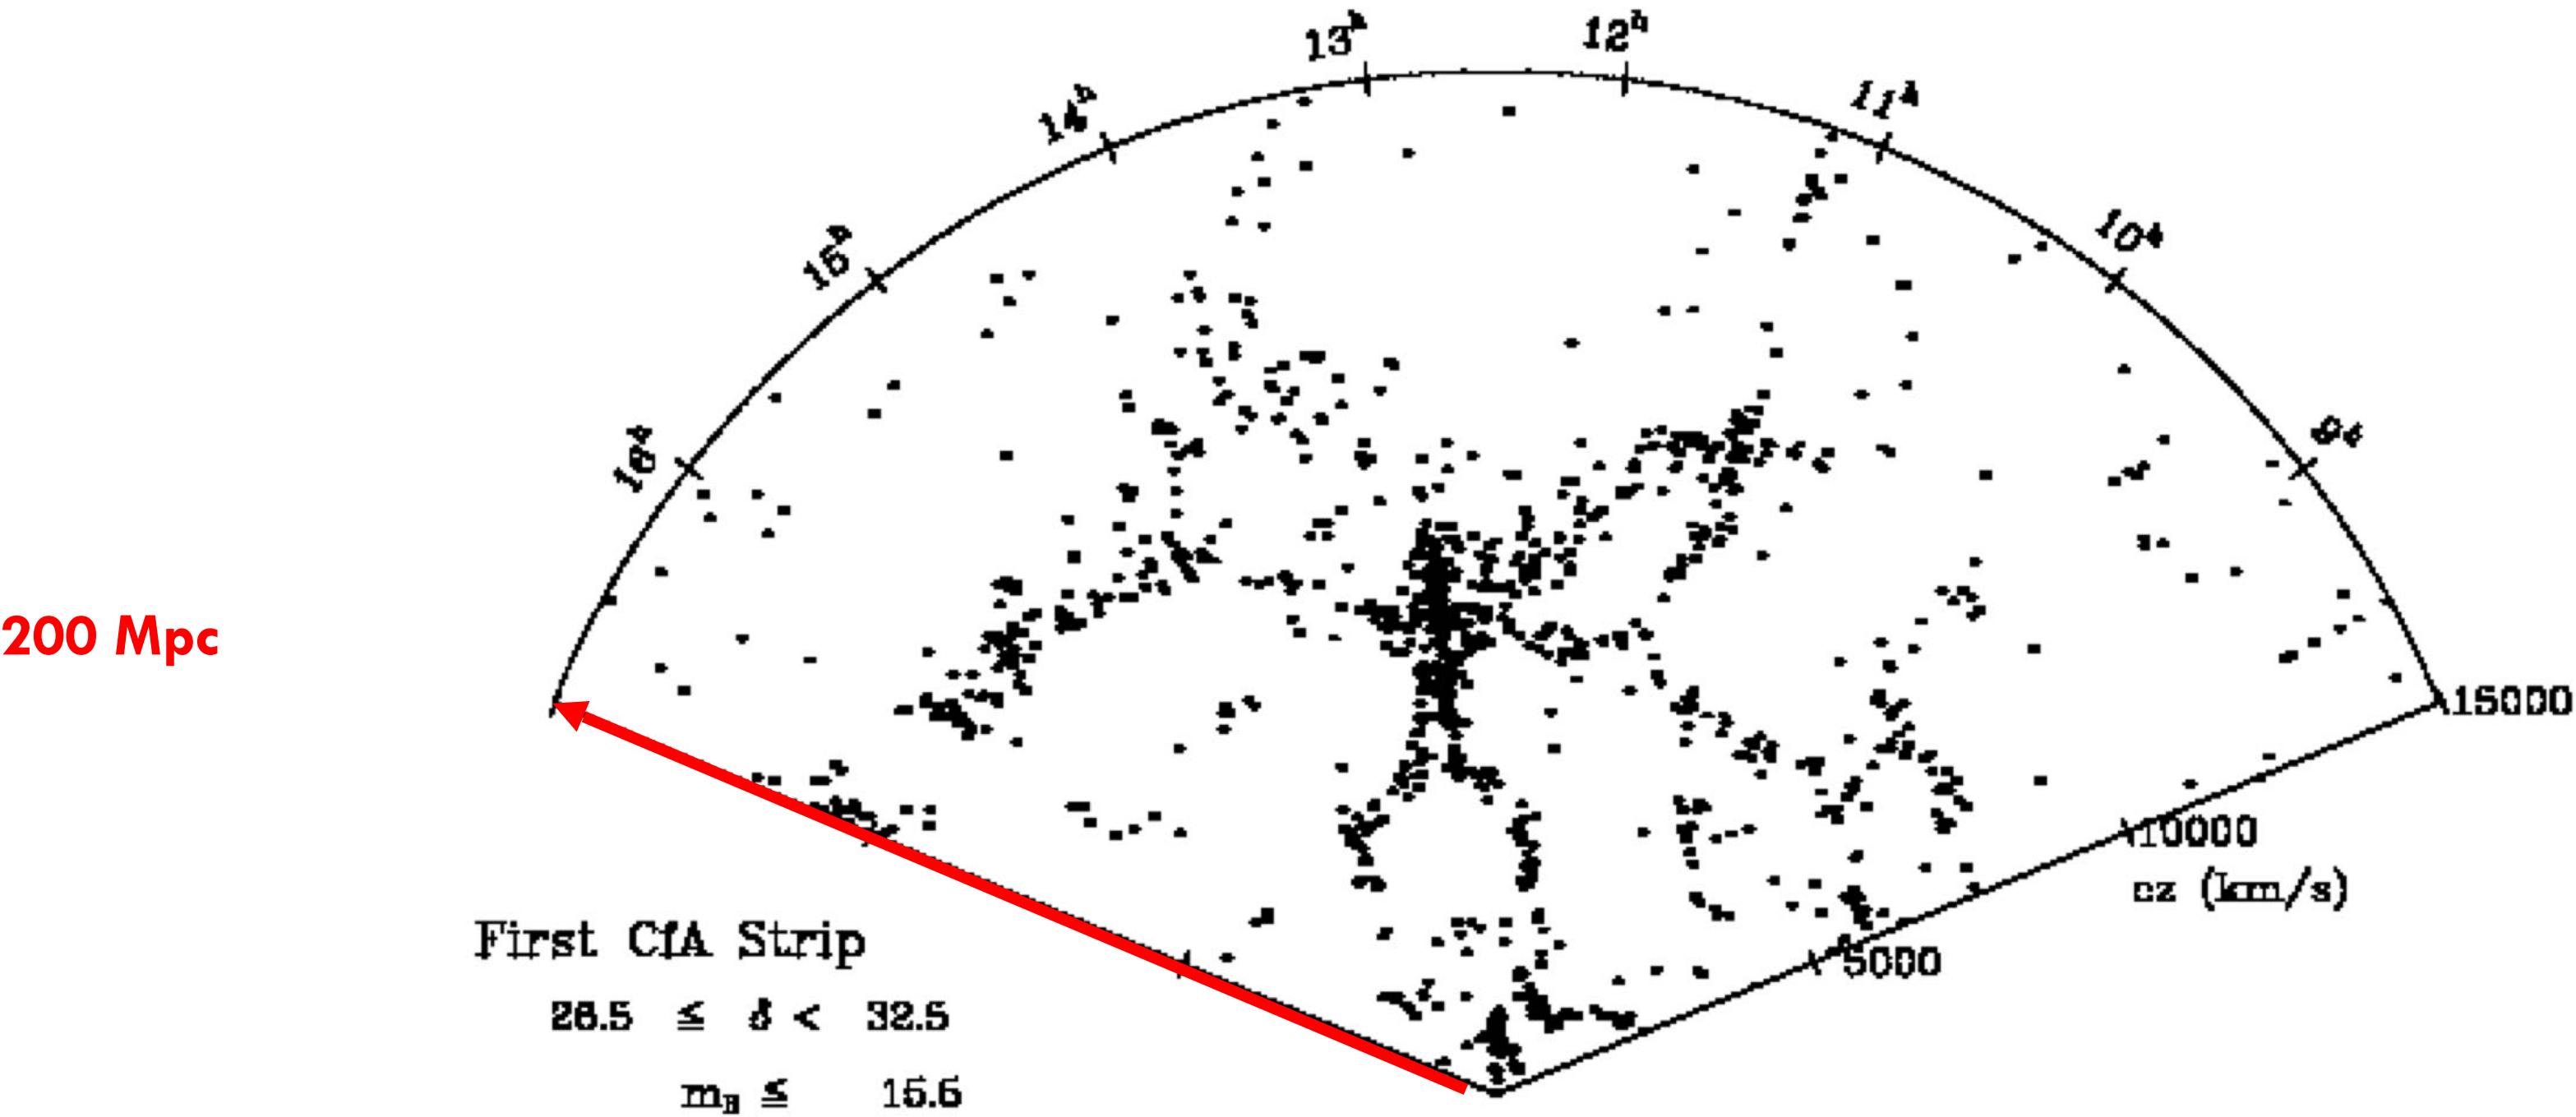 13ʰ
12ʰ
14ʰ
11ʰ
15ʰ
10ʰ
16ʰ
9ʰ
200 Mpc
15000
10000
cz (km/s)
First CfA Strip
5000
26.5 ≤ δ < 32.5
m_B ≤ 15.5